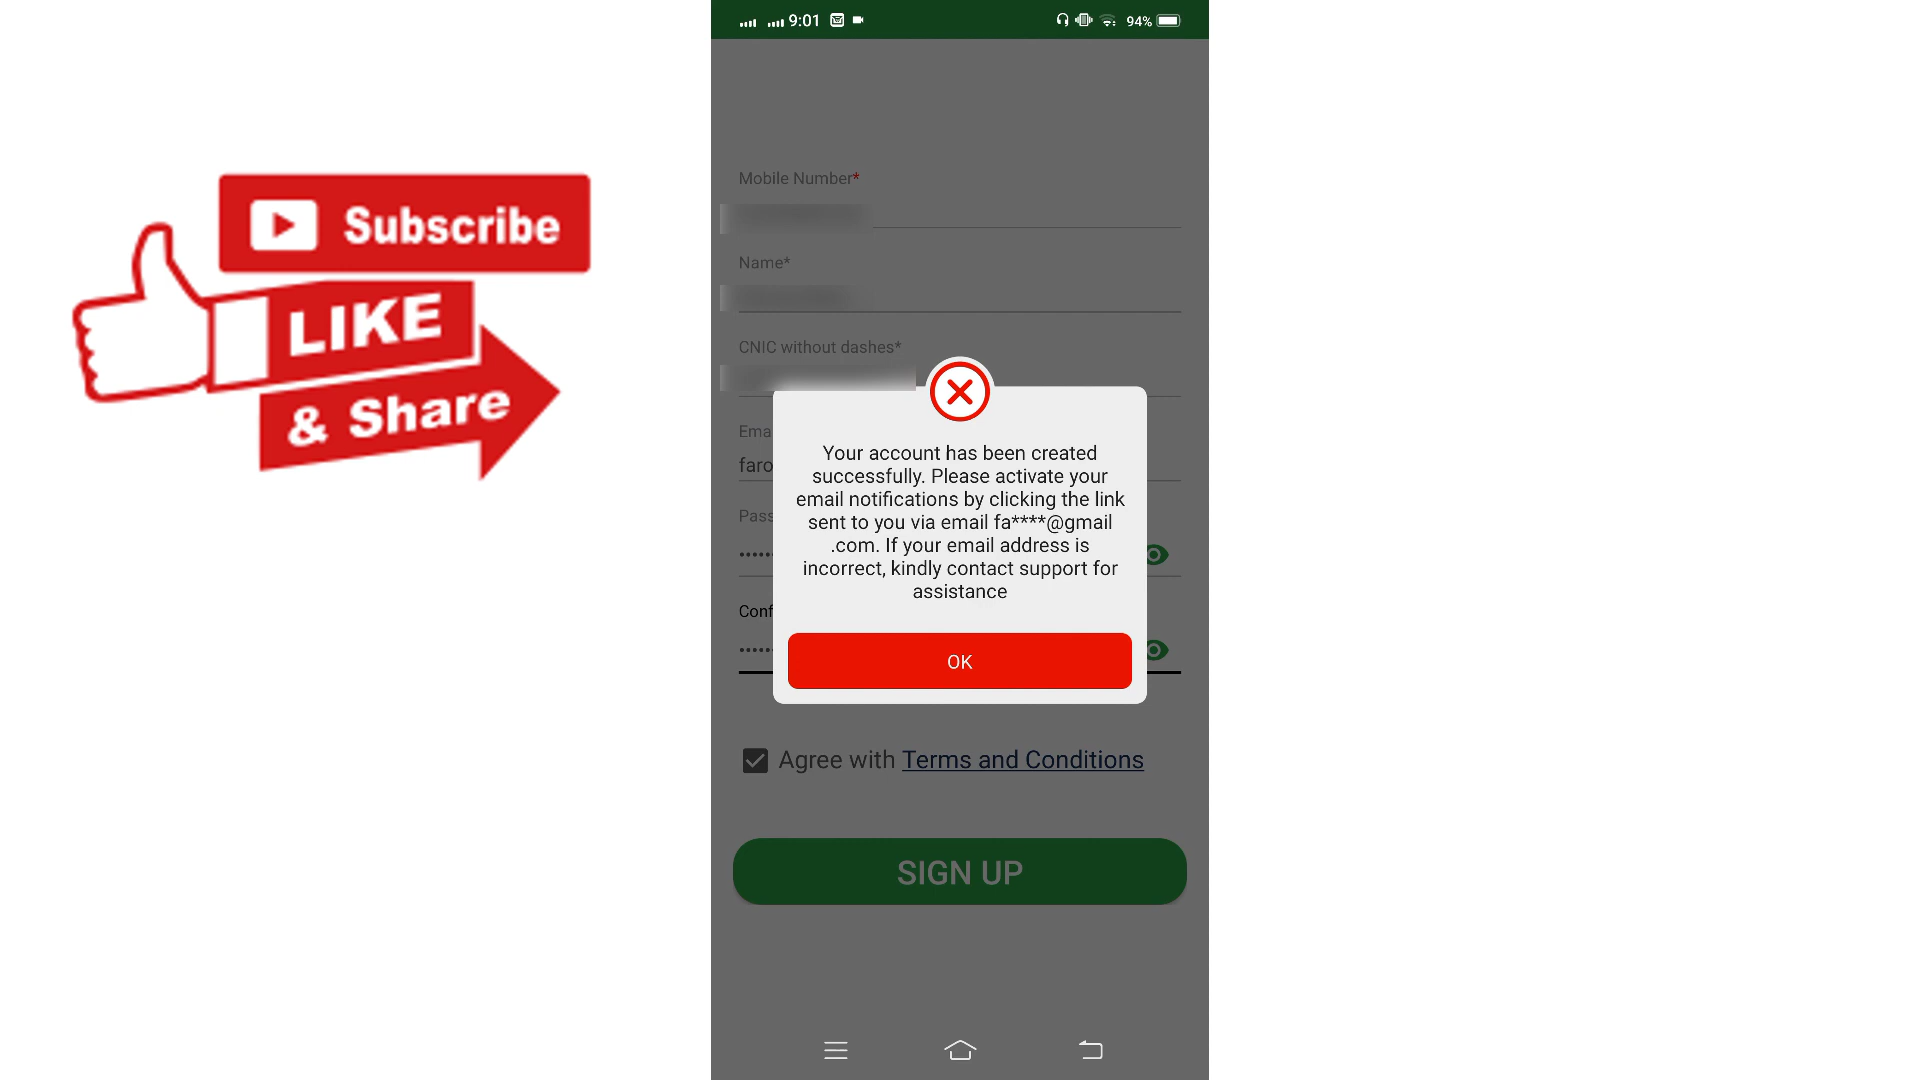 Subscribe
LIKE
& Share
9:01
94%
Mobile Number*
Name*
CNIC without dashes*
Ema
faro
Pass
Conf
Your account has been created
successfully. Please activate your
email notifications by clicking the link
sent to you via email fa****@gmail
.com. If your email address is
incorrect, kindly contact support for
assistance
OK
Agree with Terms and Conditions
SIGN UP